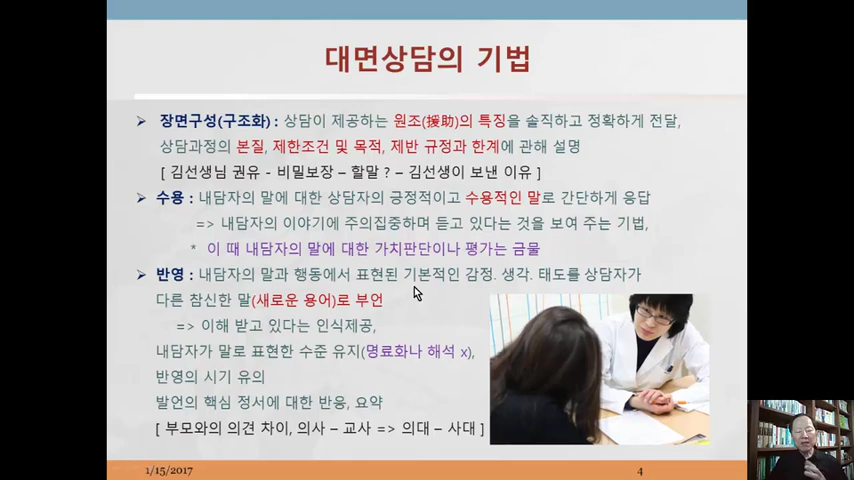 대면상담의 기법
➢ 장면구성(구조화) : 상담이 제공하는 원조(援助)의 특징을 솔직하고 정확하게 전달,
상담과정의 본질, 제한조건 및 목적, 제반 규정과 한계에 관해 설명
[ 김선생님 권유 - 비밀보장 – 할말 ? – 김선생이 보낸 이유 ]
➢ 수용 : 내담자의 말에 대한 상담자의 긍정적이고 수용적인 말로 간단하게 응답
=> 내담자의 이야기에 주의집중하며 듣고 있다는 것을 보여 주는 기법,
* 이 때 내담자의 말에 대한 가치판단이나 평가는 금물
➢ 반영 : 내담자의 말과 행동에서 표현된 기본적인 감정. 생각. 태도를 상담자가
다른 참신한 말(새로운 용어)로 부언
=> 이해 받고 있다는 인식제공,
내담자가 말로 표현한 수준 유지(명료화나 해석 x),
반영의 시기 유의
발언의 핵심 정서에 대한 반응, 요약
[ 부모와의 의견 차이, 의사 – 교사 => 의대 – 사대 ]
1/15/2017
4